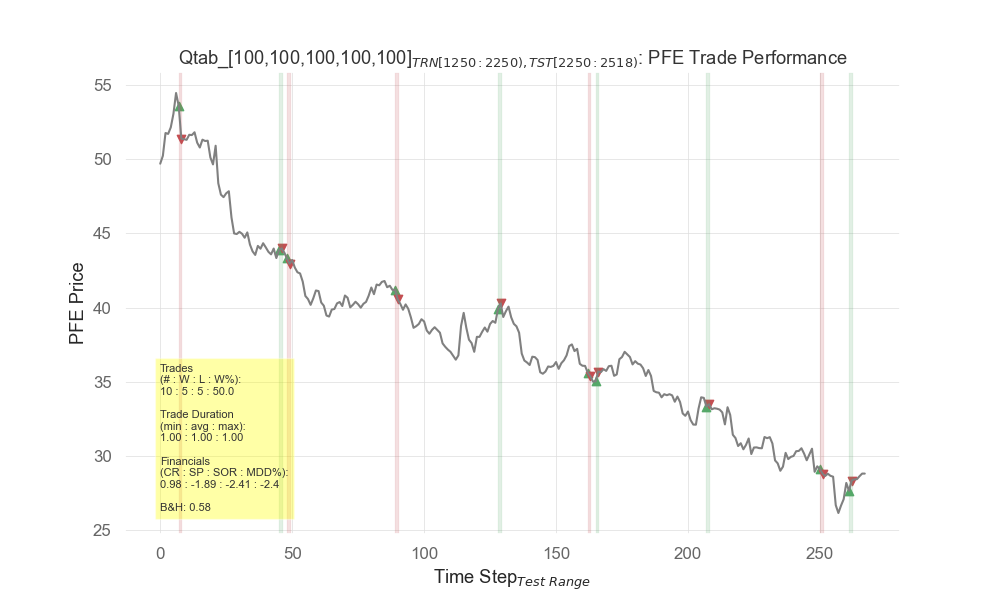 Qtab_[100,100,100,100,100]TRN[1250:2250),TST[2250:2518): PFE Trade Performance
55
50
45
40
35
30
25
PFE Price
Trades
(# : W : L : W%):
10 : 5 : 5 : 50.0
Trade Duration
(min : avg : max):
1.00 : 1.00 : 1.00
Financials
(CR : SP : SOR : MDD%):
0.98 : -1.89 : -2.41 : -2.4
B&H: 0.58
0 50 100 150 200 250
Time StepTest Range